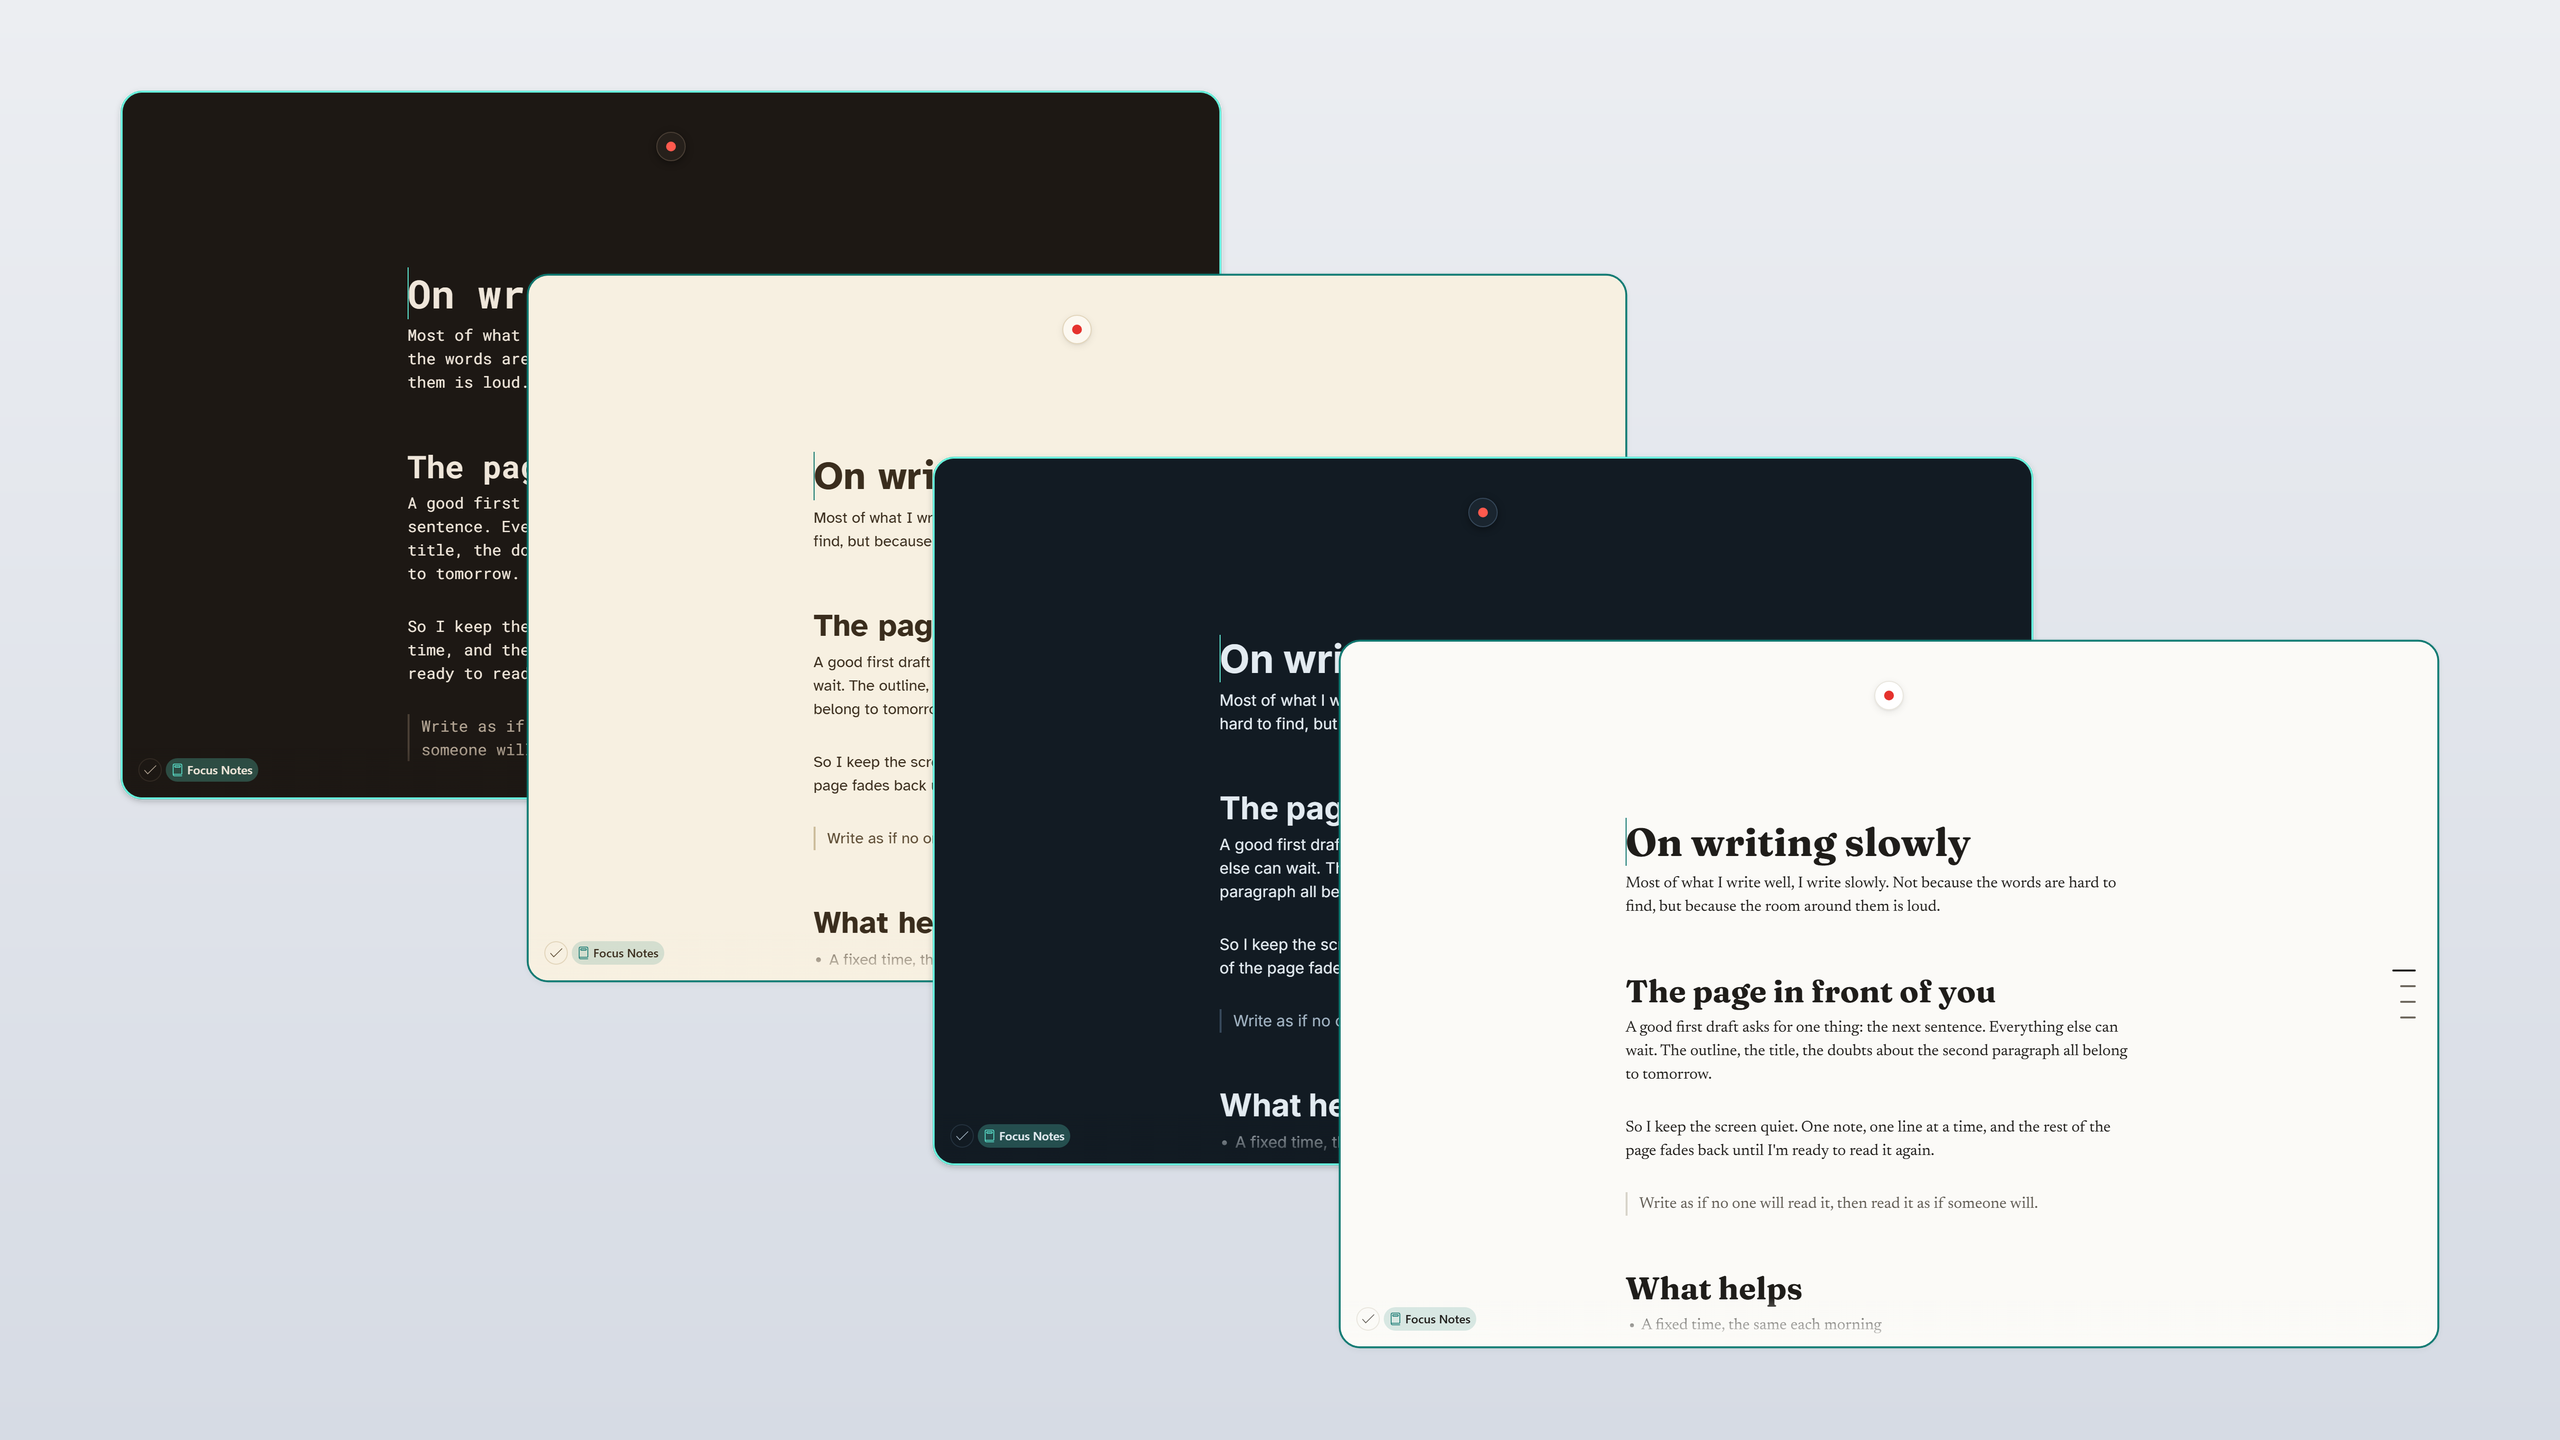 On wr
Most of what
the words are
them is loud.
The pag
A good first
sentence. Eve
title, the do
to tomorrow.
So I keep the
time, and the
ready to read
Write as if
someone will
Focus Notes
On wri
Most of what I wr
find, but because
The pag
A good first draft
wait. The outline,
belong to tomorro
So I keep the scre
page fades back u
Write as if no o
What he
• A fixed time, th
Focus Notes
On wri
Most of what I w
hard to find, but
The pag
A good first draf
else can wait. Th
paragraph all be
So I keep the scr
of the page fade
Write as if no o
What he
• A fixed time, t
Focus Notes
On writing slowly
Most of what I write well, I write slowly. Not because the words are hard to
find, but because the room around them is loud.
The page in front of you
A good first draft asks for one thing: the next sentence. Everything else can
wait. The outline, the title, the doubts about the second paragraph all belong
to tomorrow.
So I keep the screen quiet. One note, one line at a time, and the rest of the
page fades back until I'm ready to read it again.
Write as if no one will read it, then read it as if someone will.
What helps
• A fixed time, the same each morning
Focus Notes